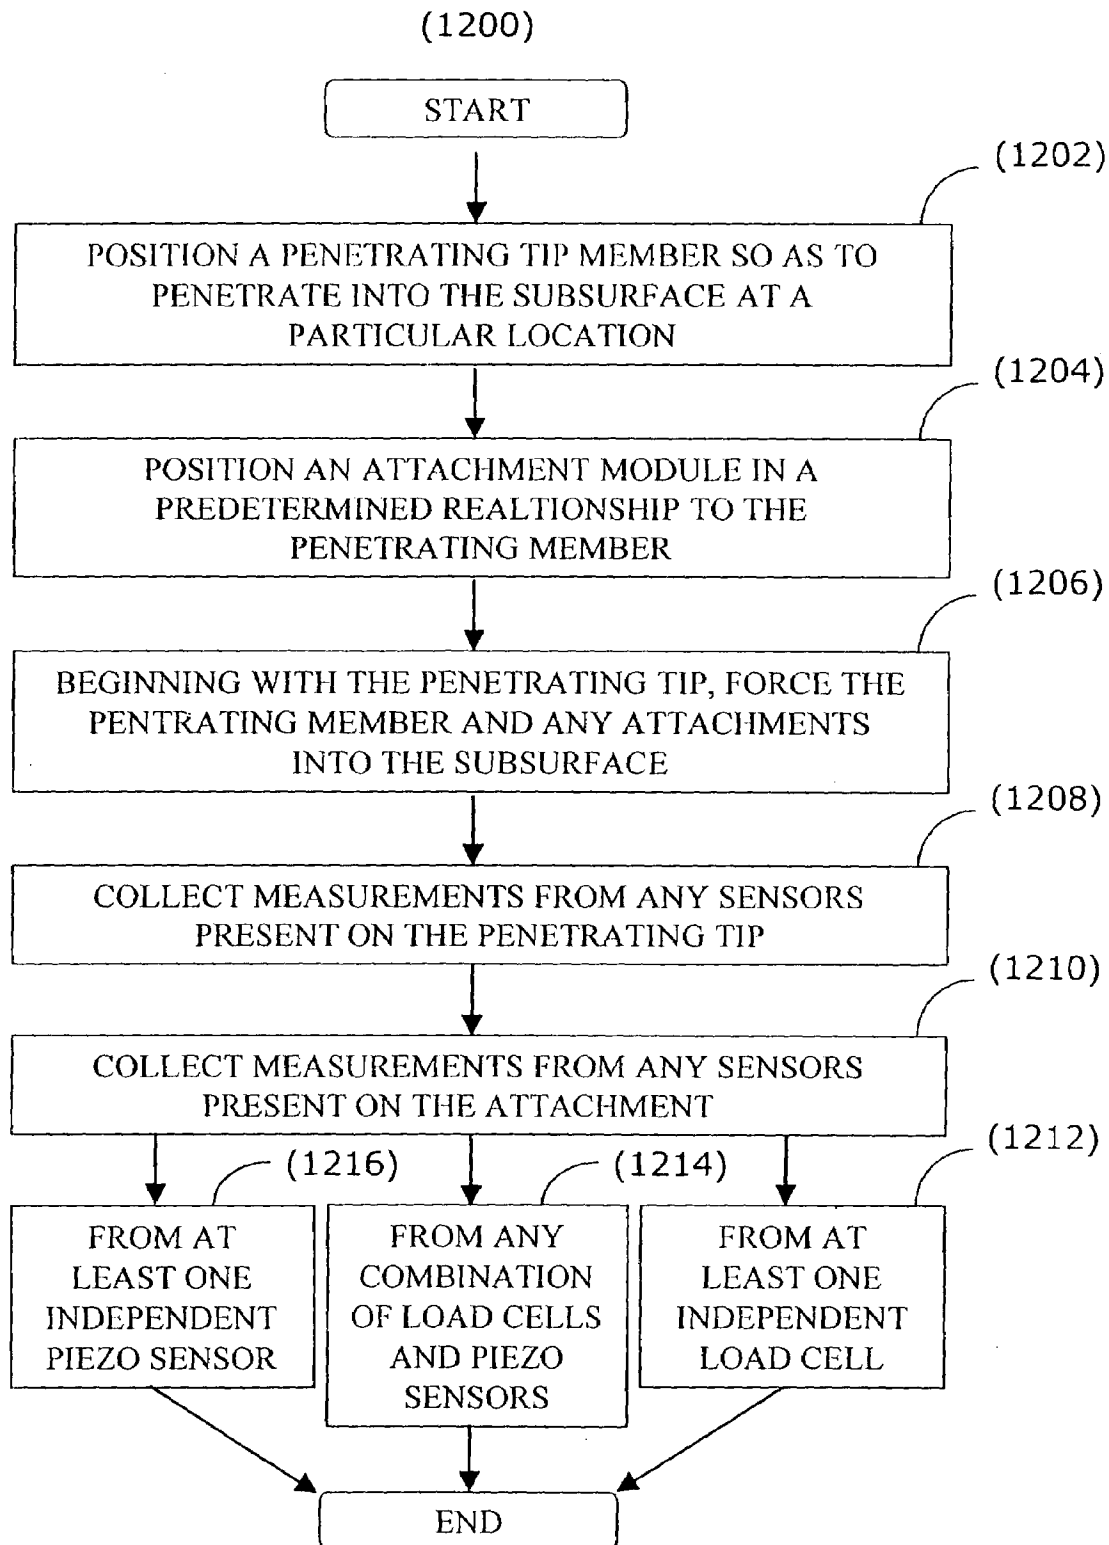 (1200)
START
(1202)
POSITION A PENETRATING TIP MEMBER SO AS TO
PENETRATE INTO THE SUBSURFACE AT A
PARTICULAR LOCATION
(1204)
POSITION AN ATTACHMENT MODULE IN A
PREDETERMINED REALTIONSHIP TO THE
PENETRATING MEMBER
(1206)
BEGINNING WITH THE PENETRATING TIP, FORCE THE
PENTRATING MEMBER AND ANY ATTACHMENTS
INTO THE SUBSURFACE
(1208)
COLLECT MEASUREMENTS FROM ANY SENSORS
PRESENT ON THE PENETRATING TIP
(1210)
COLLECT MEASUREMENTS FROM ANY SENSORS
PRESENT ON THE ATTACHMENT
(1216)
FROM AT
LEAST ONE
INDEPENDENT
PIEZO SENSOR
(1214)
FROM ANY
COMBINATION
OF LOAD CELLS
AND PIEZO
SENSORS
(1212)
FROM AT
LEAST ONE
INDEPENDENT
LOAD CELL
END